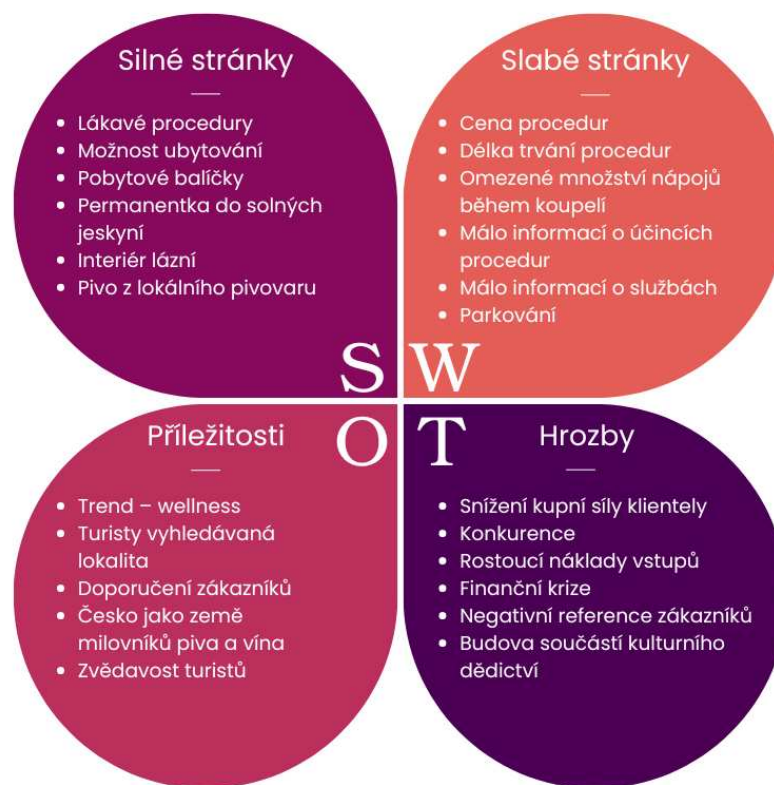 Silné stránky
• Lákavé procedury
• Možnost ubytování
• Pobytové balíčky
• Permanentka do solných
jeskyní
• Interiér lázní
• Pivo z lokálního pivovaru
S
Slabé stránky
• Cena procedur
• Délka trvání procedur
• Omezené množství nápojů
během koupelí
• Málo informací o účincích
procedur
• Málo informací o službách
• Parkování
W
Příležitosti
O
• Trend – wellness
• Turisty vyhledávaná
lokalita
• Doporučení zákazníků
• Česko jako země
milovníků piva a vína
• Zvědavost turistů
T
Hrozby
• Snížení kupní síly klientely
• Konkurence
• Rostoucí náklady vstupů
• Finanční krize
• Negativní reference zákazníků
• Budova součástí kulturního
dědictví